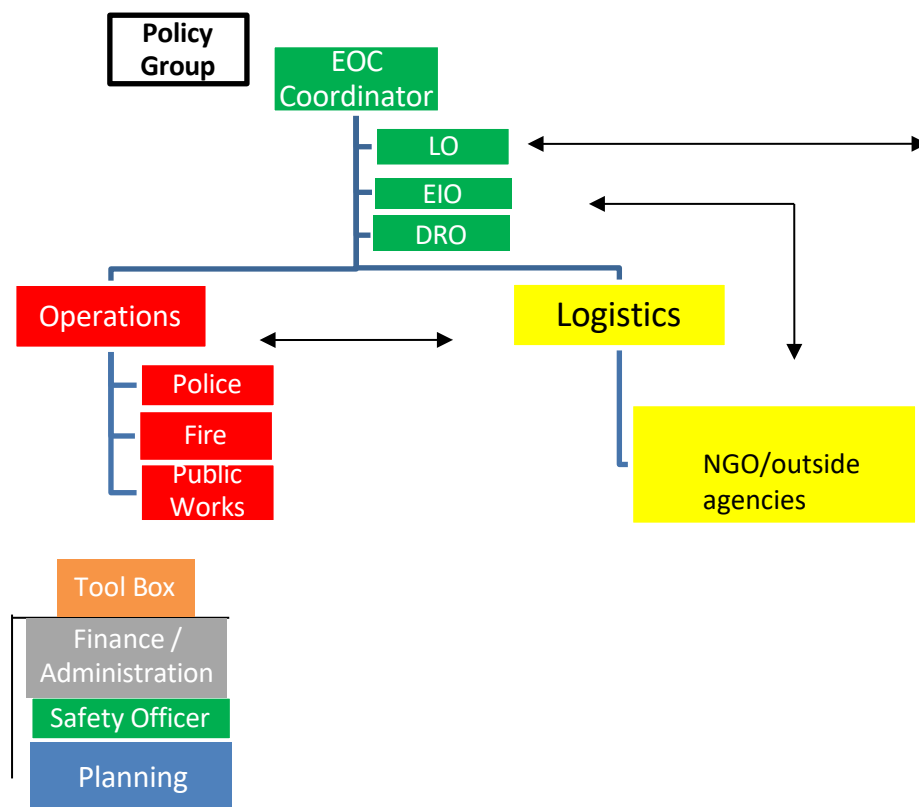 Policy
Group
EOC
Coordinator
LO
EIO
DRO
Operations
Logistics
Police
Fire
Public
Works
NGO/outside
agencies
Tool Box
Finance /
Administration
Safety Officer
Planning